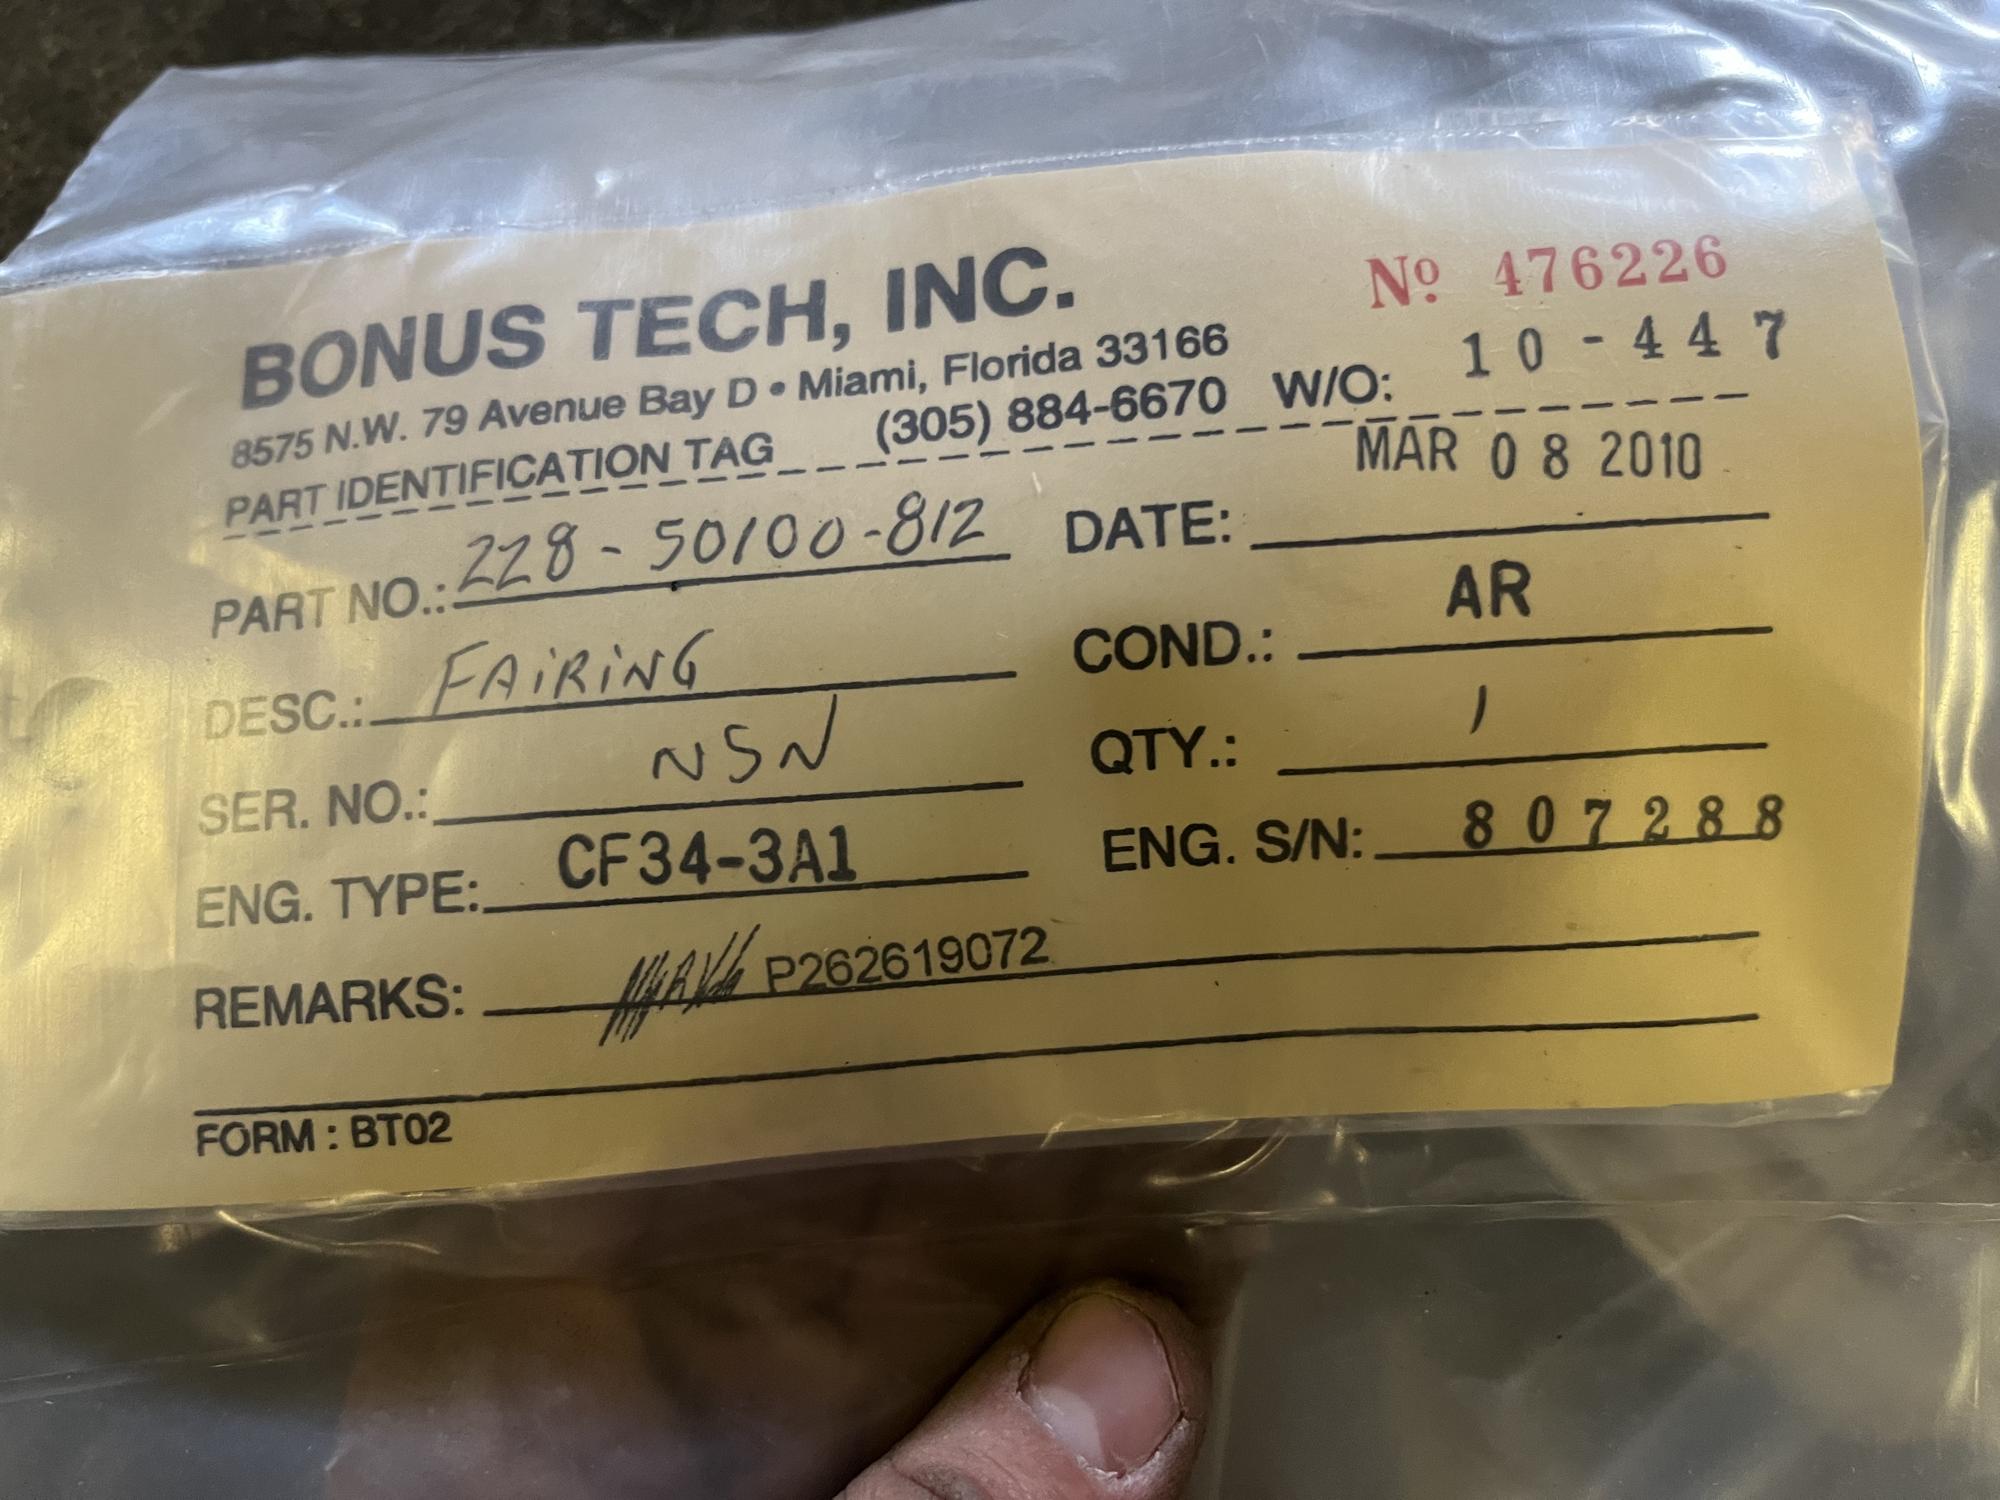 BONUS TECH, INC.
Nº 476226
8575 N.W. 79 Avenue Bay D • Miami, Florida 33166
PART IDENTIFICATION TAG (305) 884-6670 W/O: 10-447
PART NO.: 228-50100-812 DATE: MAR 08 2010
DESC.: FAiRiNG COND.: AR
SER. NO.: NSN QTY.: 1
ENG. TYPE: CF34-3A1 ENG. S/N: 807288
REMARKS: P262619072
FORM : BT02